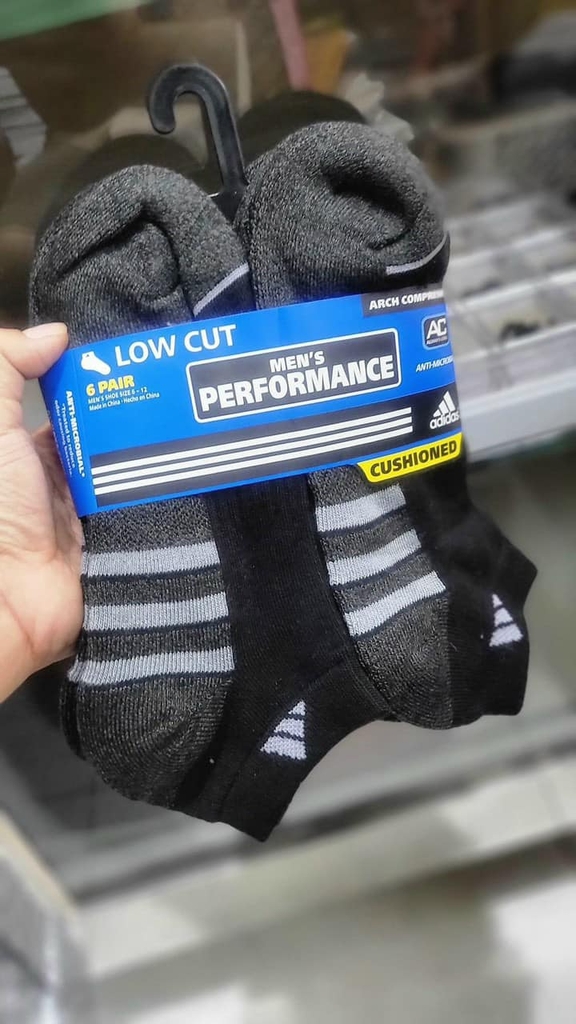 ARCH COMPRE
LOW CUT
AC
6 PAIR
MEN'S SHOE SIZE 6 - 12
Made in China · Hecho en China
MEN'S
PERFORMANCE
ANTI-MICROBIAL
ANTI-MICROBIAL*
adidas
CUSHIONED